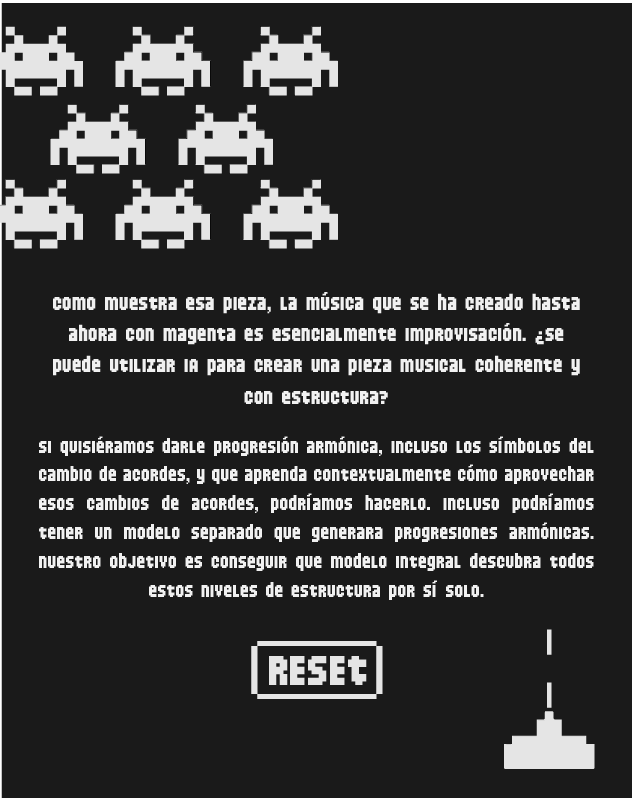 como muestra esa pieza, la música que se ha creado hasta
ahora con magenta es esencialmente improvisación. ¿se
puede utilizar ia para crear una pieza musical coherente y
con estructura?
si quisiéramos darle progresión armónica, incluso los símbolos del
cambio de acordes, y que aprenda contextualmente cómo aprovechar
esos cambios de acordes, podríamos hacerlo. incluso podríamos
tener un modelo separado que generara progresiones armónicas.
nuestro objetivo es conseguir que modelo integral descubra todos
estos niveles de estructura por sí solo.
RESET